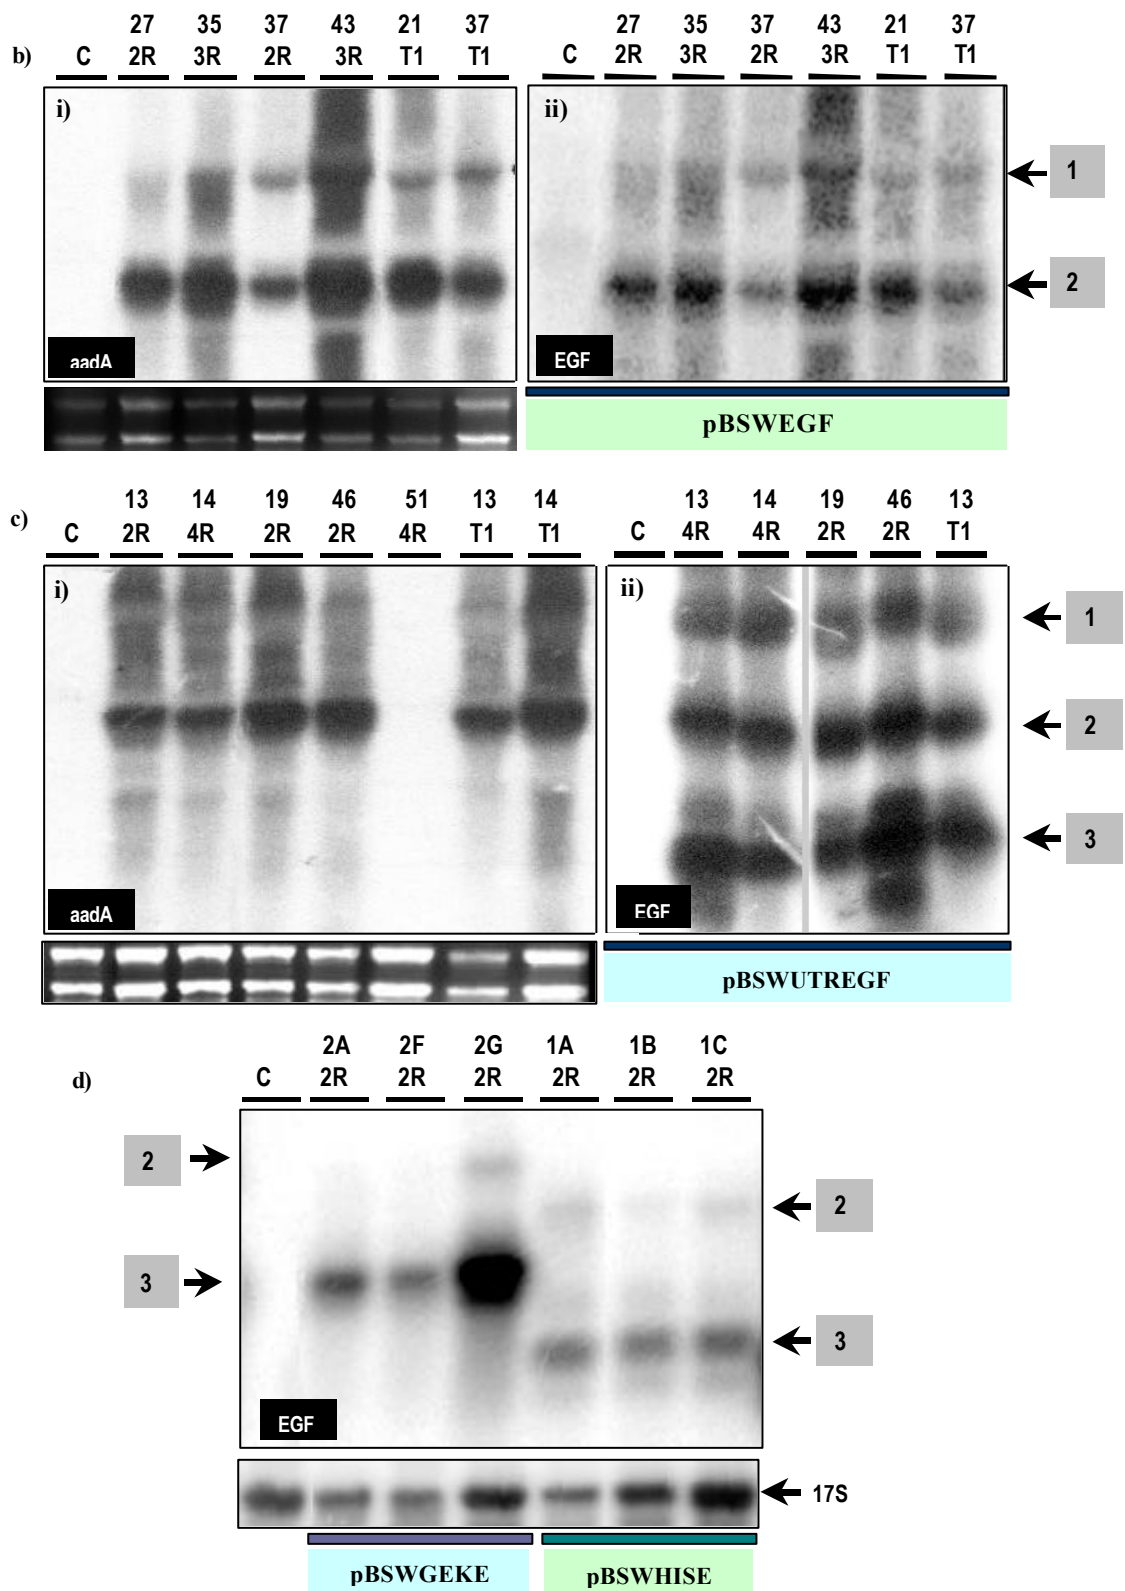 27 35 37 43 21 37
b) C 2R 3R 2R 3R T1 T1
27 35 37 43 21 37
C 2R 3R 2R 3R T1 T1
i)
ii)
1
2
aadA
EGF
pBSWEGF
13 14 19 46 51 13 14
c) C 2R 4R 2R 2R 4R T1 T1
13 14 19 46 13
C 4R 4R 2R 2R T1
i)
ii)
1
2
3
aadA
EGF
pBSWUTREGF
2A 2F 2G 1A 1B 1C
d) C 2R 2R 2R 2R 2R 2R
2
2
3
3
EGF
17S
pBSWGEKE
pBSWHISE